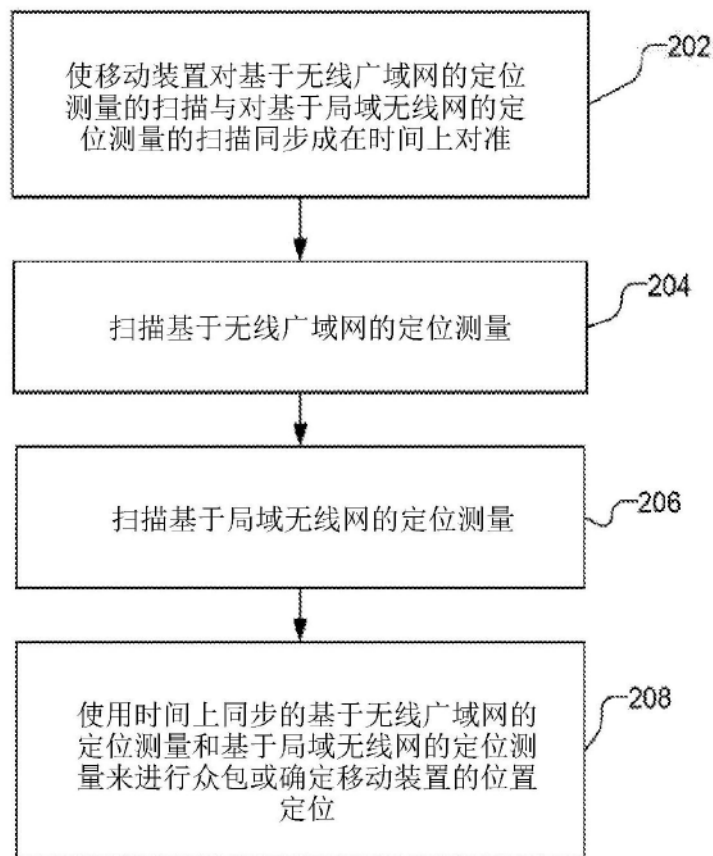 使移动装置对基于无线广域网的定位
测量的扫描与对基于局域无线网的定
位测量的扫描同步成在时间上对准
202
扫描基于无线广域网的定位测量
204
扫描基于局域无线网的定位测量
206
使用时间上同步的基于无线广域网的
定位测量和基于局域无线网的定位测
量来进行众包或确定移动装置的位置
定位
208